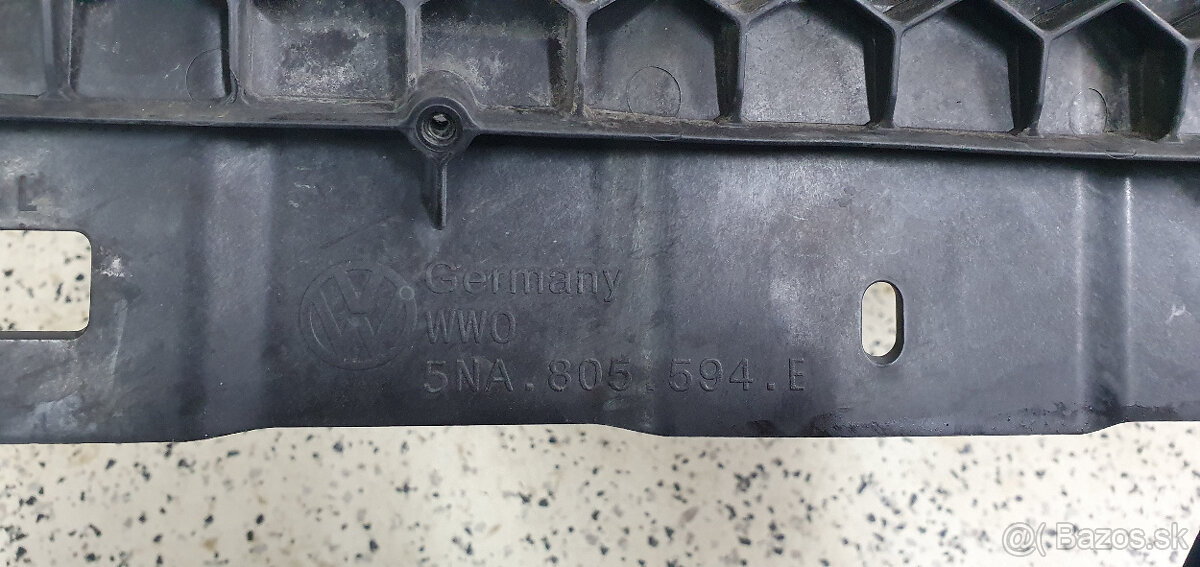 L
Germany
WWO
5NA.805.594.E
@( Bazos.sk